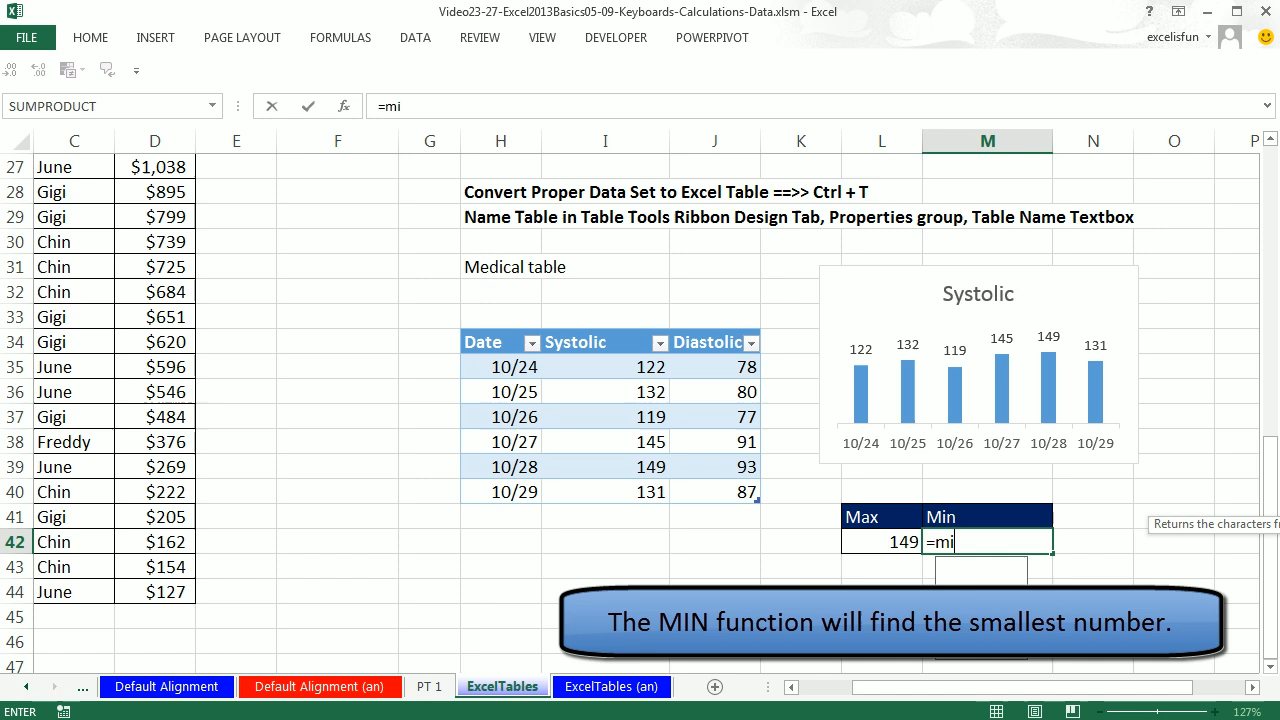 Video23-27-Excel2013Basics05-09-Keyboards-Calculations-Data.xlsm - Excel
FILE HOME INSERT PAGE LAYOUT FORMULAS DATA REVIEW VIEW DEVELOPER POWERPIVOT excelisfun
SUMPRODUCT =mi
C D E F G H I J K L M N O P
27 June $1,038
28 Gigi $895 Convert Proper Data Set to Excel Table ==>> Ctrl + T
29 Gigi $799 Name Table in Table Tools Ribbon Design Tab, Properties group, Table Name Textbox
30 Chin $739
31 Chin $725 Medical table
32 Chin $684
33 Gigi $651
34 Gigi $620 Date Systolic Diastolic
35 June $596 10/24 122 78
36 June $546 10/25 132 80
37 Gigi $484 10/26 119 77
38 Freddy $376 10/27 145 91
39 June $269 10/28 149 93
40 Chin $222 10/29 131 87
Systolic
122 132 119 145 149 131
10/24 10/25 10/26 10/27 10/28 10/29
41 Gigi $205 Max Min
42 Chin $162 149 =mi
Returns the characters
43 Chin $154
44 June $127
45
46
47
The MIN function will find the smallest number.
... Default Alignment Default Alignment (an) PT 1 ExcelTables ExcelTables (an)
ENTER 127%